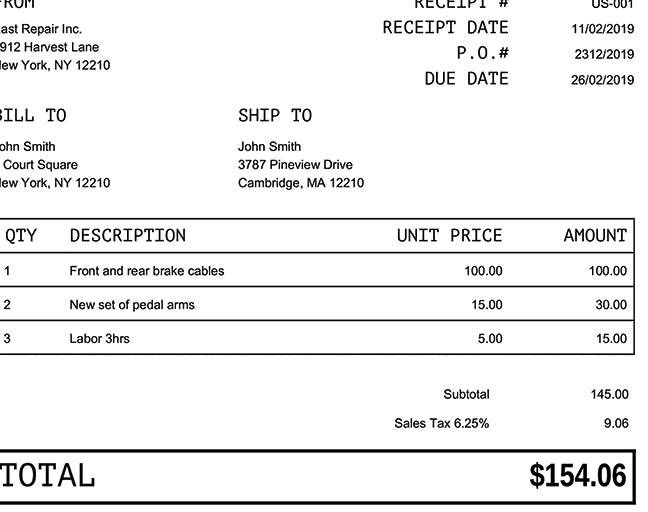 FROM
RECEIPT # US-001
ast Repair Inc.
RECEIPT DATE 11/02/2019
912 Harvest Lane
P.O.# 2312/2019
ew York, NY 12210
DUE DATE 26/02/2019
BILL TO SHIP TO
ohn Smith John Smith
Court Square 3787 Pineview Drive
ew York, NY 12210 Cambridge, MA 12210
QTY DESCRIPTION UNIT PRICE AMOUNT
1 Front and rear brake cables 100.00 100.00
2 New set of pedal arms 15.00 30.00
3 Labor 3hrs 5.00 15.00
Subtotal 145.00
Sales Tax 6.25% 9.06
TOTAL $154.06